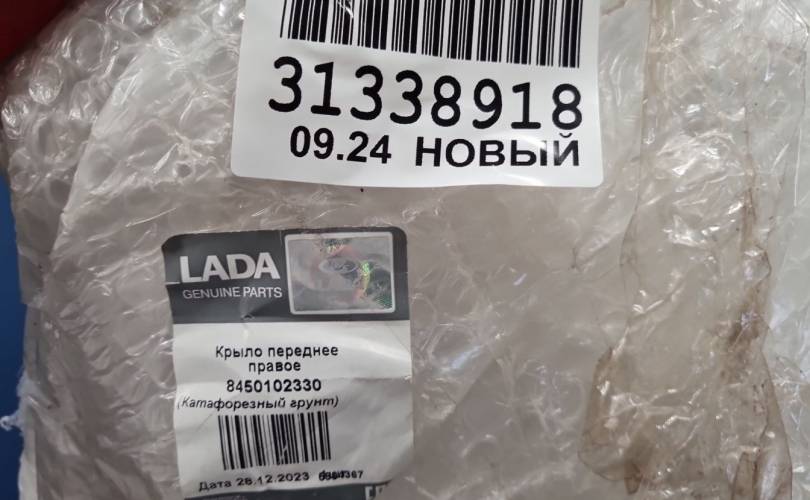 31338918
09.24 НОВЫЙ
LADA
GENUINE PARTS
Крыло переднее
правое
8450102330
(Катафорезный грунт)
Дата 26.12.2023